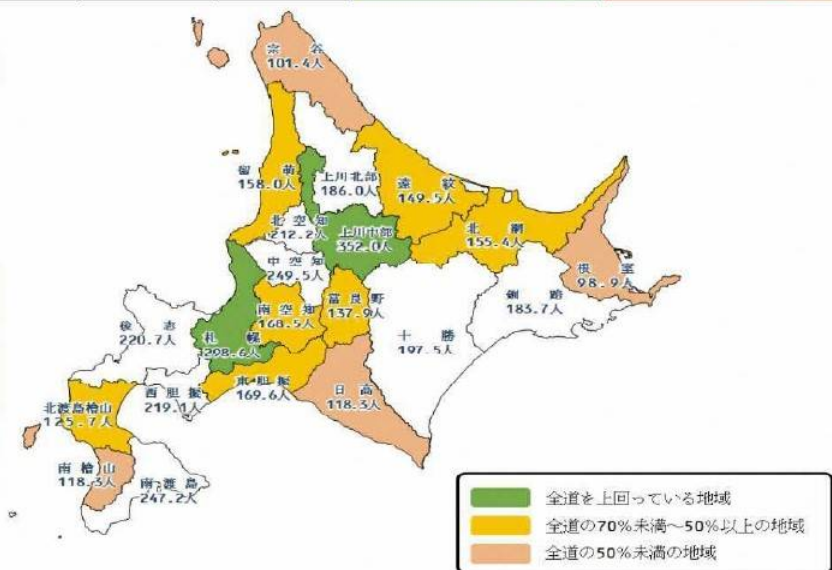 宗谷
101.4人
留萌
158.0人
上川北部
186.0人
遠紋
149.5人
北空知
212.2人
上川中部
352.0人
北網
155.4人
中空知
249.5人
根室
98.9人
釧路
183.7人
南空知
168.5人
富良野
137.9人
十勝
197.5人
後志
220.7人
札幌
298.6人
東胆振
169.6人
日高
118.3人
西胆振
219.1人
北渡島檜山
125.7人
南檜山
118.3人
南渡島
247.2人
全道を上回っている地域
全道の70%未満~50%以上の地域
全道の50%未満の地域